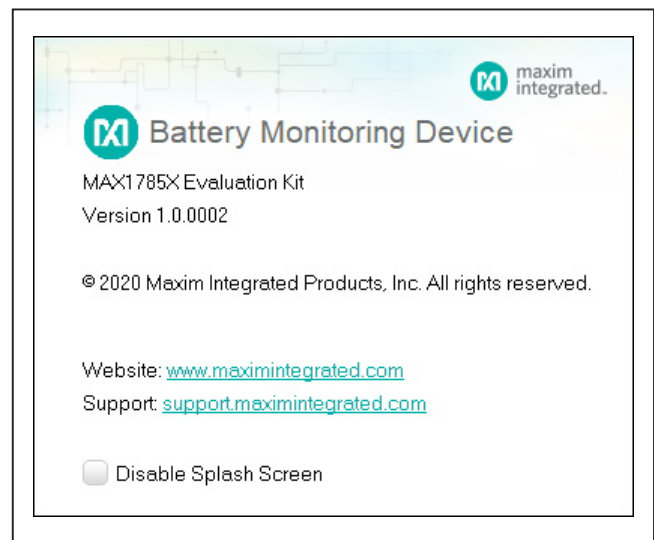 maxim
integrated™
Battery Monitoring Device
MAX1785X Evaluation Kit
Version 1.0.0002
© 2020 Maxim Integrated Products, Inc. All rights reserved.
Website: www.maximintegrated.com
Support: support.maximintegrated.com
Disable Splash Screen